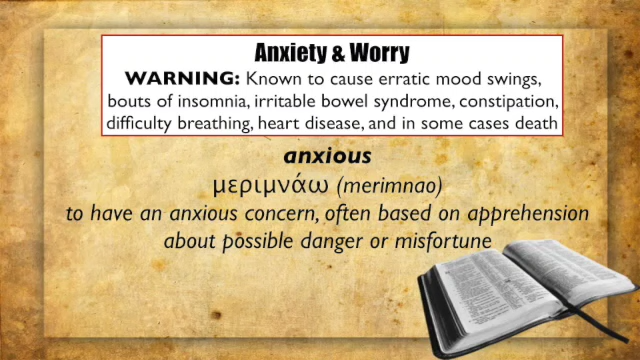 Anxiety & Worry
WARNING: Known to cause erratic mood swings,
bouts of insomnia, irritable bowel syndrome, constipation,
difficulty breathing, heart disease, and in some cases death
anxious
μεριμνάω (merimnao)
to have an anxious concern, often based on apprehension
about possible danger or misfortune